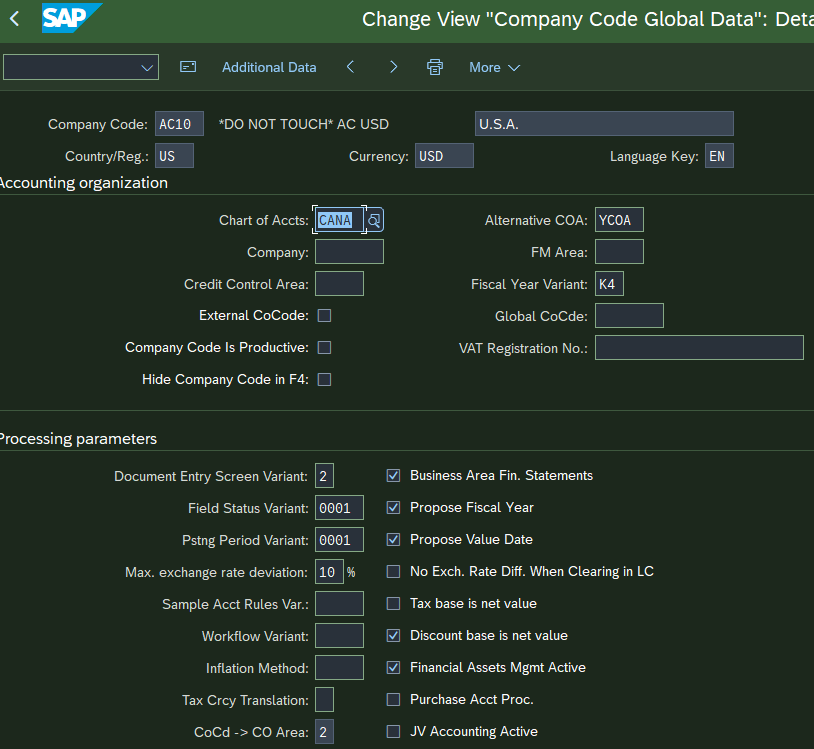 SAP Change View "Company Code Global Data": Deta
Additional Data More
Company Code: AC10 *DO NOT TOUCH* AC USD U.S.A.
Country/Reg.: US Currency: USD Language Key: EN
Accounting organization
Chart of Accts: CANA Alternative COA: YCOA
Company: FM Area:
Credit Control Area: Fiscal Year Variant: K4
External CoCode: Global CoCde:
Company Code Is Productive: VAT Registration No.:
Hide Company Code in F4:
Processing parameters
Document Entry Screen Variant: 2 Business Area Fin. Statements
Field Status Variant: 0001 Propose Fiscal Year
Pstng Period Variant: 0001 Propose Value Date
Max. exchange rate deviation: 10 % No Exch. Rate Diff. When Clearing in LC
Sample Acct Rules Var.: Tax base is net value
Workflow Variant: Discount base is net value
Inflation Method: Financial Assets Mgmt Active
Tax Crcy Translation: Purchase Acct Proc.
CoCd -> CO Area: 2 JV Accounting Active